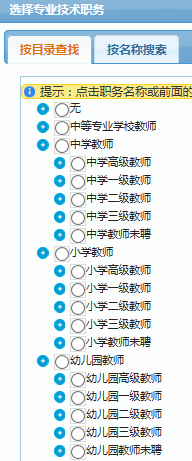 选择专业技术职务
按目录查找
按名称搜索
提示：点击职务名称或前面的
无
中等专业学校教师
中学教师
中学高级教师
中学一级教师
中学二级教师
中学三级教师
中学教师未聘
小学教师
小学高级教师
小学一级教师
小学二级教师
小学三级教师
小学教师未聘
幼儿园教师
幼儿园高级教师
幼儿园一级教师
幼儿园二级教师
幼儿园三级教师
幼儿园教师未聘